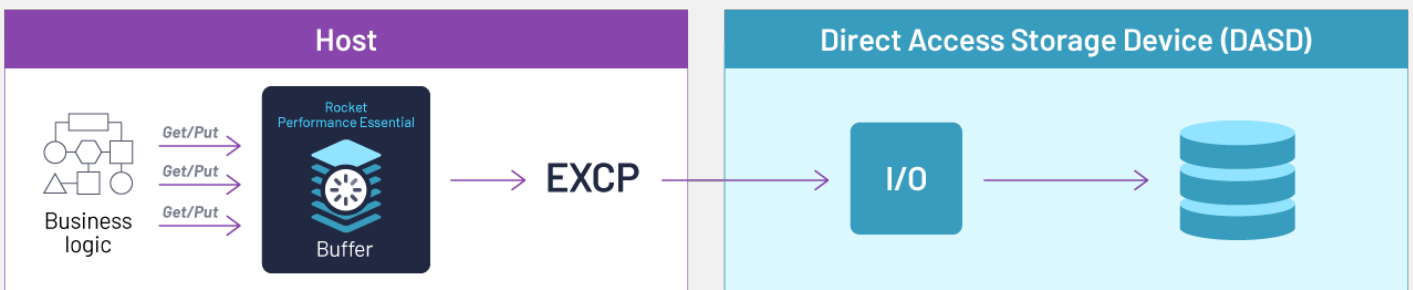 Host
Direct Access Storage Device (DASD)
Rocket
Performance Essential
Get/Put
Get/Put
Get/Put
Buffer
Business
logic
EXCP
I/O